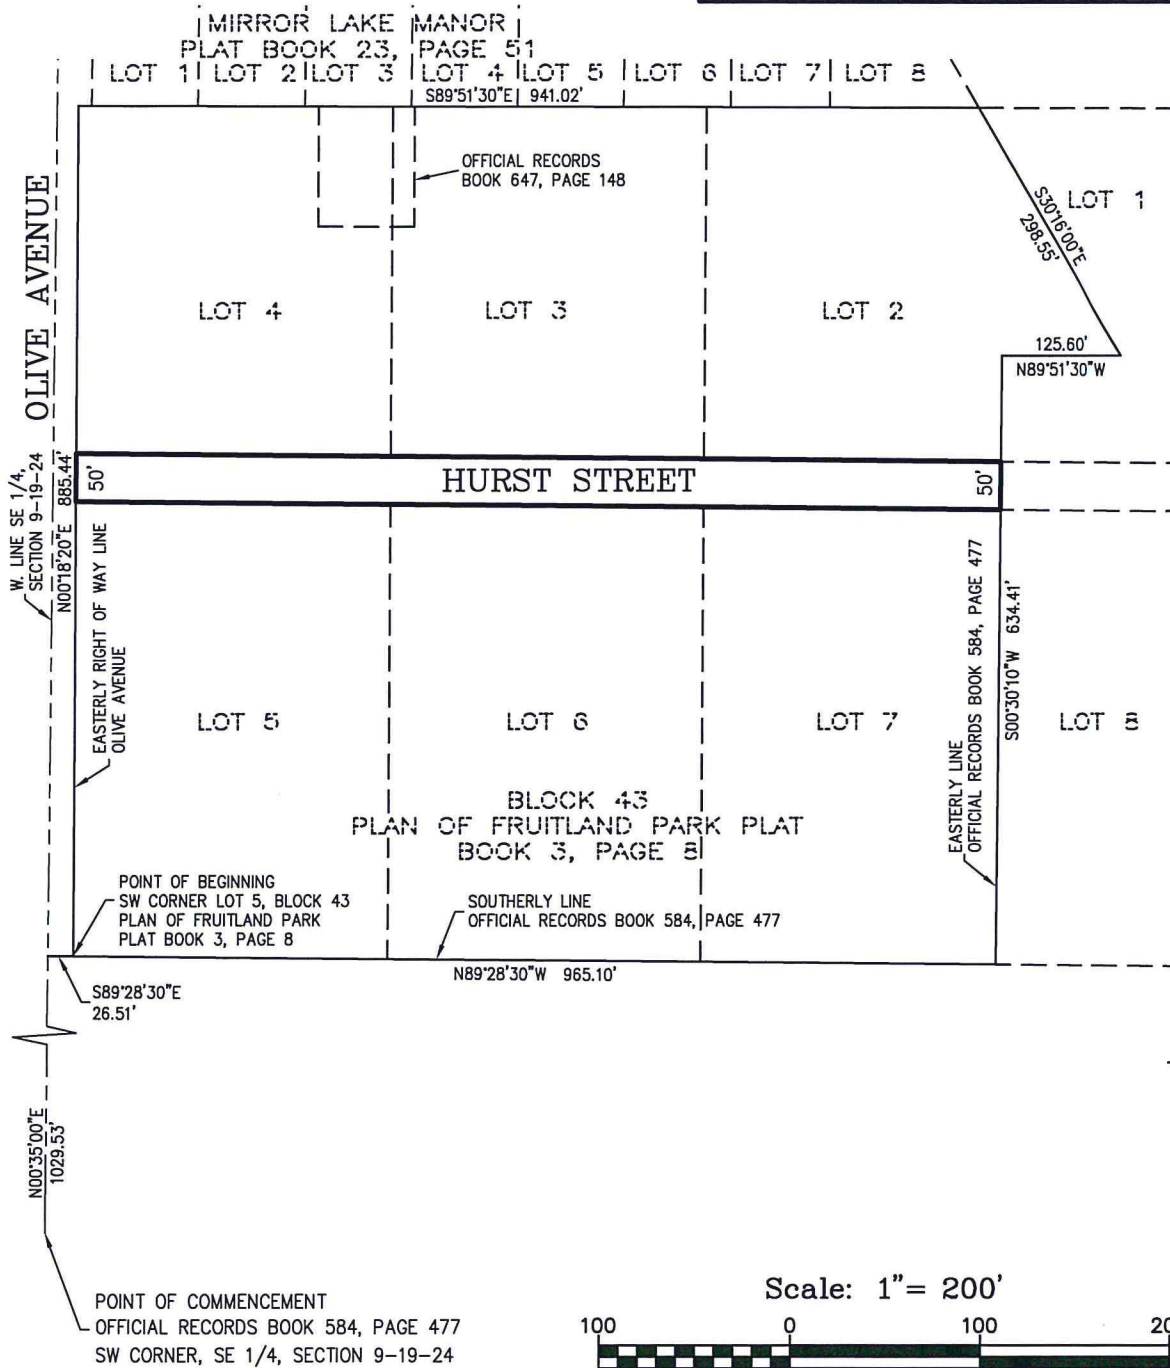 MIRROR LAKE MANOR
PLAT BOOK 23, PAGE 51
LOT 1 LOT 2 LOT 3 LOT 4 LOT 5 LOT 6 LOT 7 LOT 8
S89°51'30"E 941.02'
OLIVE AVENUE
OFFICIAL RECORDS
BOOK 647, PAGE 148
LOT 1
S30°16'00"E
298.55'
LOT 4 LOT 3 LOT 2
125.60'
N89°51'30"W
W. LINE SE 1/4,
SECTION 9-19-24
N00°18'20"E 885.44'
50'
HURST STREET
50'
EASTERLY RIGHT OF WAY LINE
OLIVE AVENUE
EASTERLY LINE
OFFICIAL RECORDS BOOK 584, PAGE 477
S00°30'10"W 634.41'
LOT 5 LOT 6 LOT 7 LOT 8
BLOCK 43
PLAN OF FRUITLAND PARK PLAT
BOOK 3, PAGE 8
POINT OF BEGINNING
SW CORNER LOT 5, BLOCK 43
PLAN OF FRUITLAND PARK
PLAT BOOK 3, PAGE 8
SOUTHERLY LINE
OFFICIAL RECORDS BOOK 584, PAGE 477
N89°28'30"W 965.10'
S89°28'30"E
26.51'
N00°35'00"E
1029.53'
POINT OF COMMENCEMENT
OFFICIAL RECORDS BOOK 584, PAGE 477
SW CORNER, SE 1/4, SECTION 9-19-24
Scale: 1"= 200'
100 0 100 20